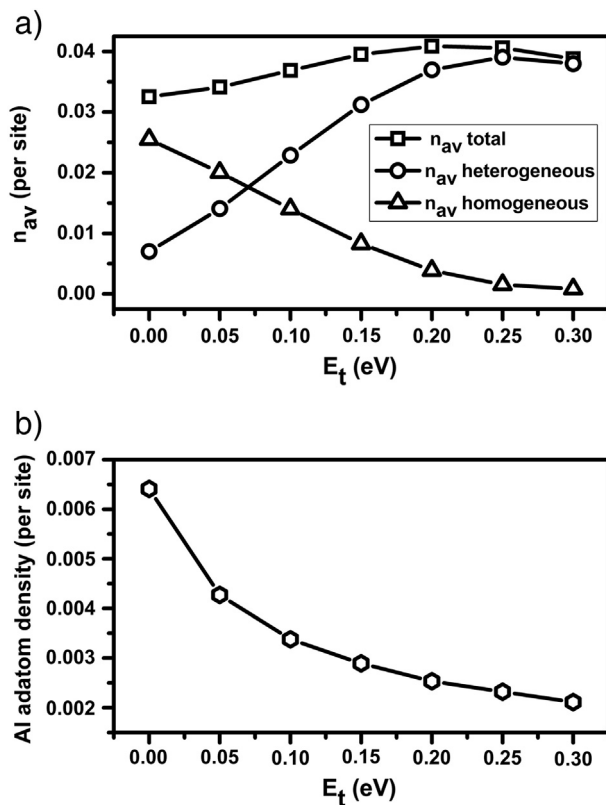 a)
0.04
0.03
0.02
0.01
0.00
n_av (per site)
n_av total
n_av heterogeneous
n_av homogeneous
0.00 0.05 0.10 0.15 0.20 0.25 0.30
E_t (eV)
b)
0.007
0.006
0.005
0.004
0.003
0.002
Al adatom density (per site)
0.00 0.05 0.10 0.15 0.20 0.25 0.30
E_t (eV)